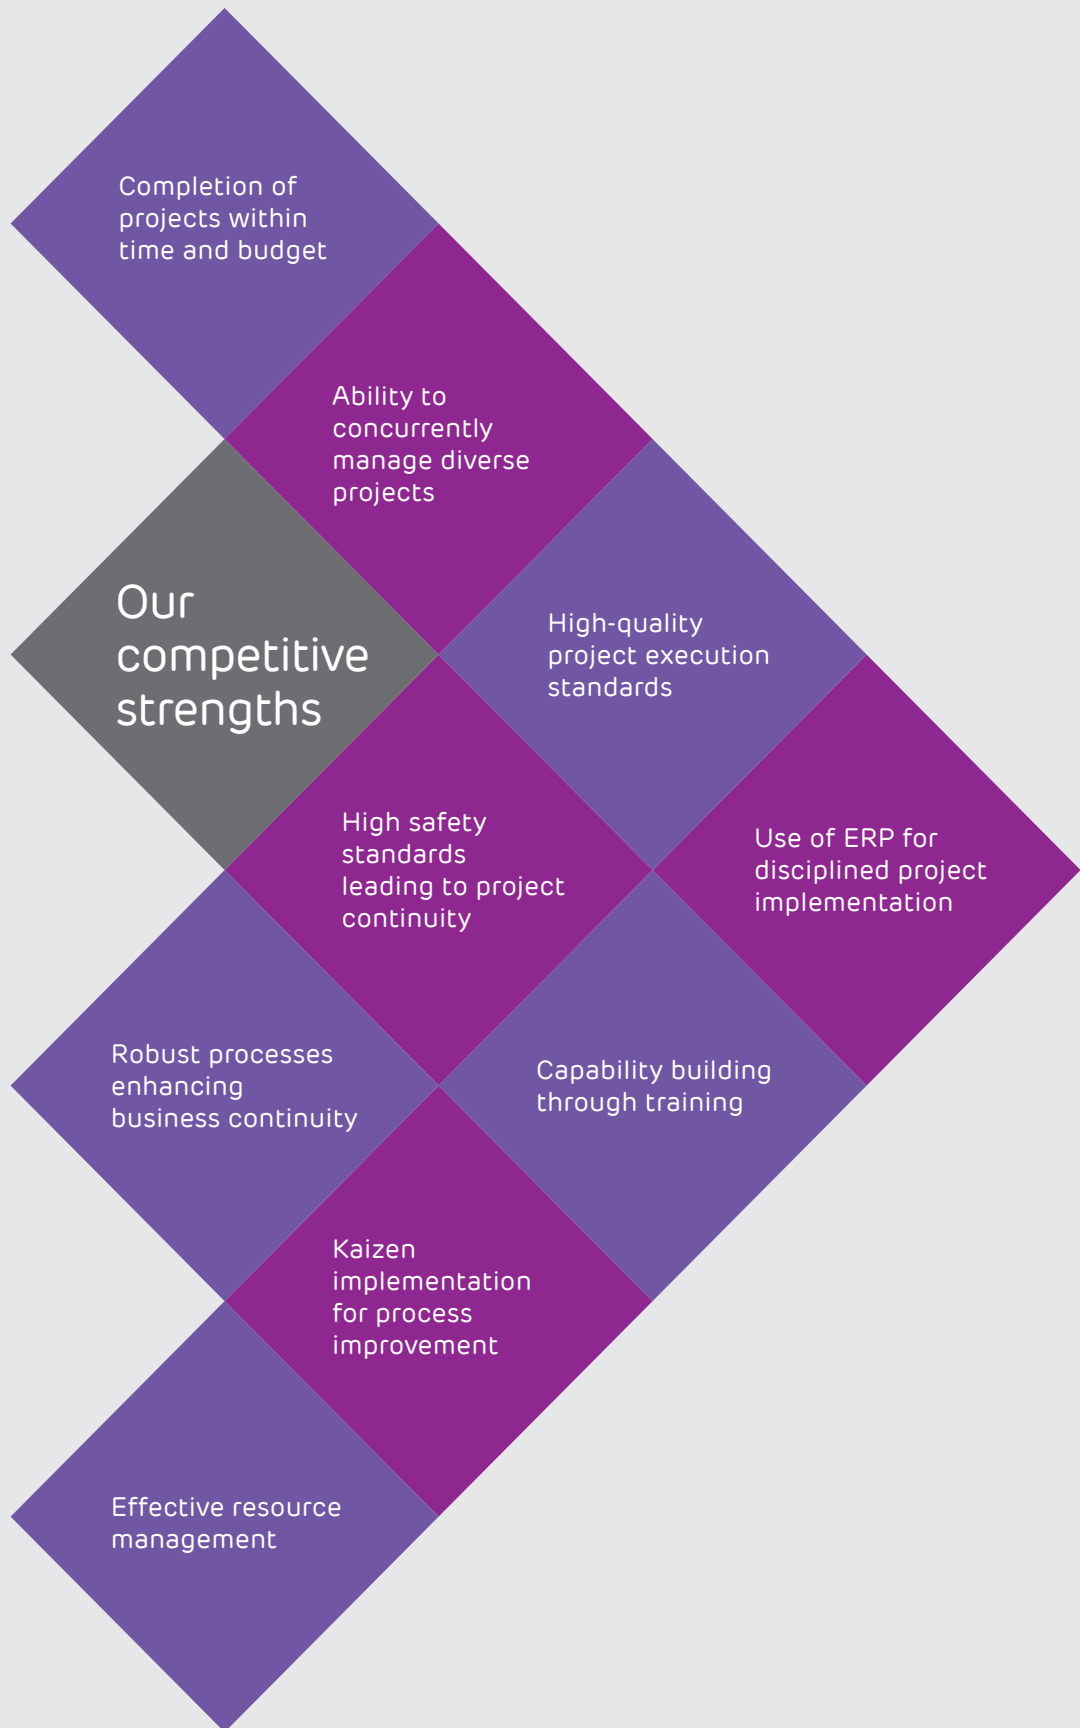 Completion of
projects within
time and budget
Ability to
concurrently
manage diverse
projects
Our
competitive
strengths
High-quality
project execution
standards
High safety
standards
leading to project
continuity
Use of ERP for
disciplined project
implementation
Robust processes
enhancing
business continuity
Capability building
through training
Kaizen
implementation
for process
improvement
Effective resource
management